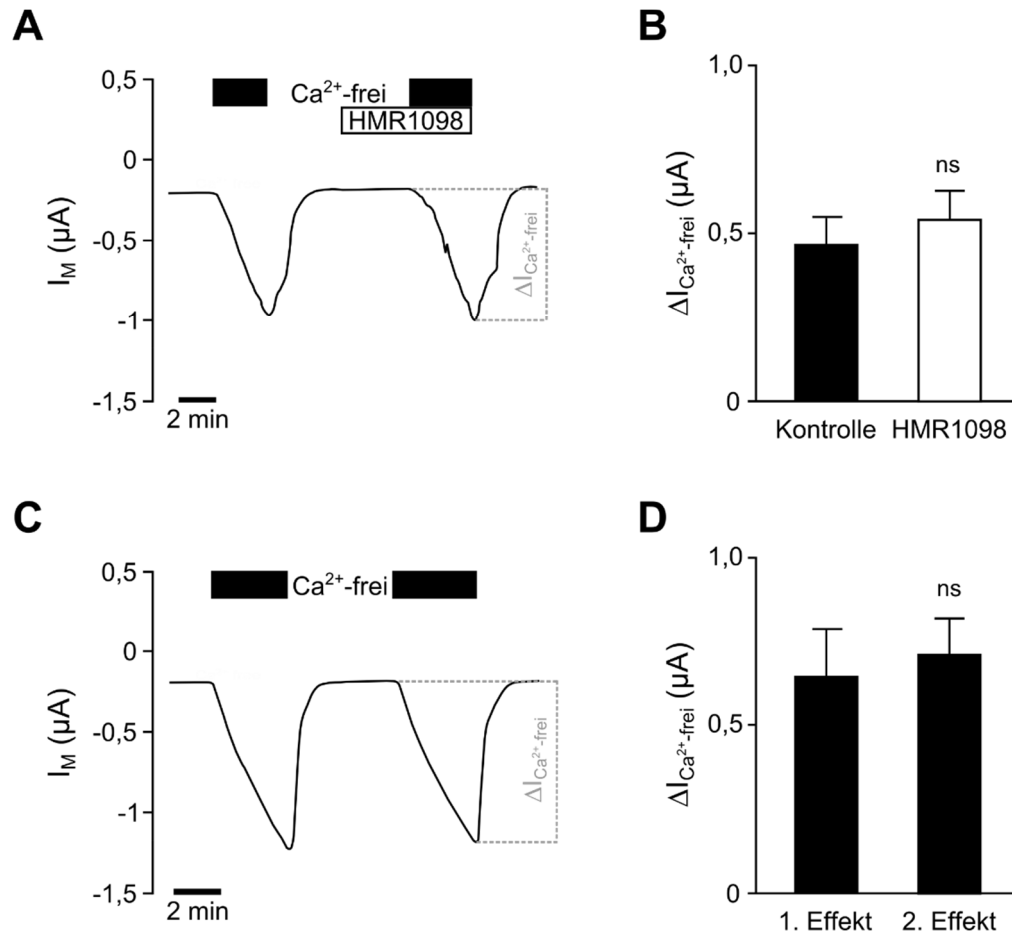 A
0,5
0
-0,5
-1
-1,5
I_M (µA)
Ca²⁺-frei
HMR1098
ΔI_Ca²⁺-frei
2 min
B
1,0
0,5
0
ΔI_Ca²⁺-frei (µA)
ns
Kontrolle HMR1098
C
0,5
0
-0,5
-1
-1,5
I_M (µA)
Ca²⁺-frei
ΔI_Ca²⁺-frei
2 min
D
1,0
0,5
0
ΔI_Ca²⁺-frei (µA)
ns
1. Effekt 2. Effekt